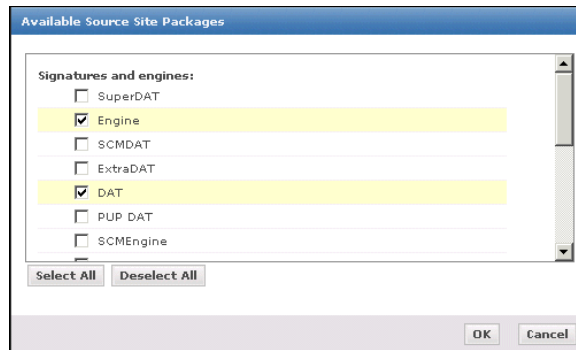 Available Source Site Packages
Signatures and engines:
SuperDAT
Engine
SCMDAT
ExtraDAT
DAT
PUP DAT
SCMEngine
Select All Deselect All
OK Cancel